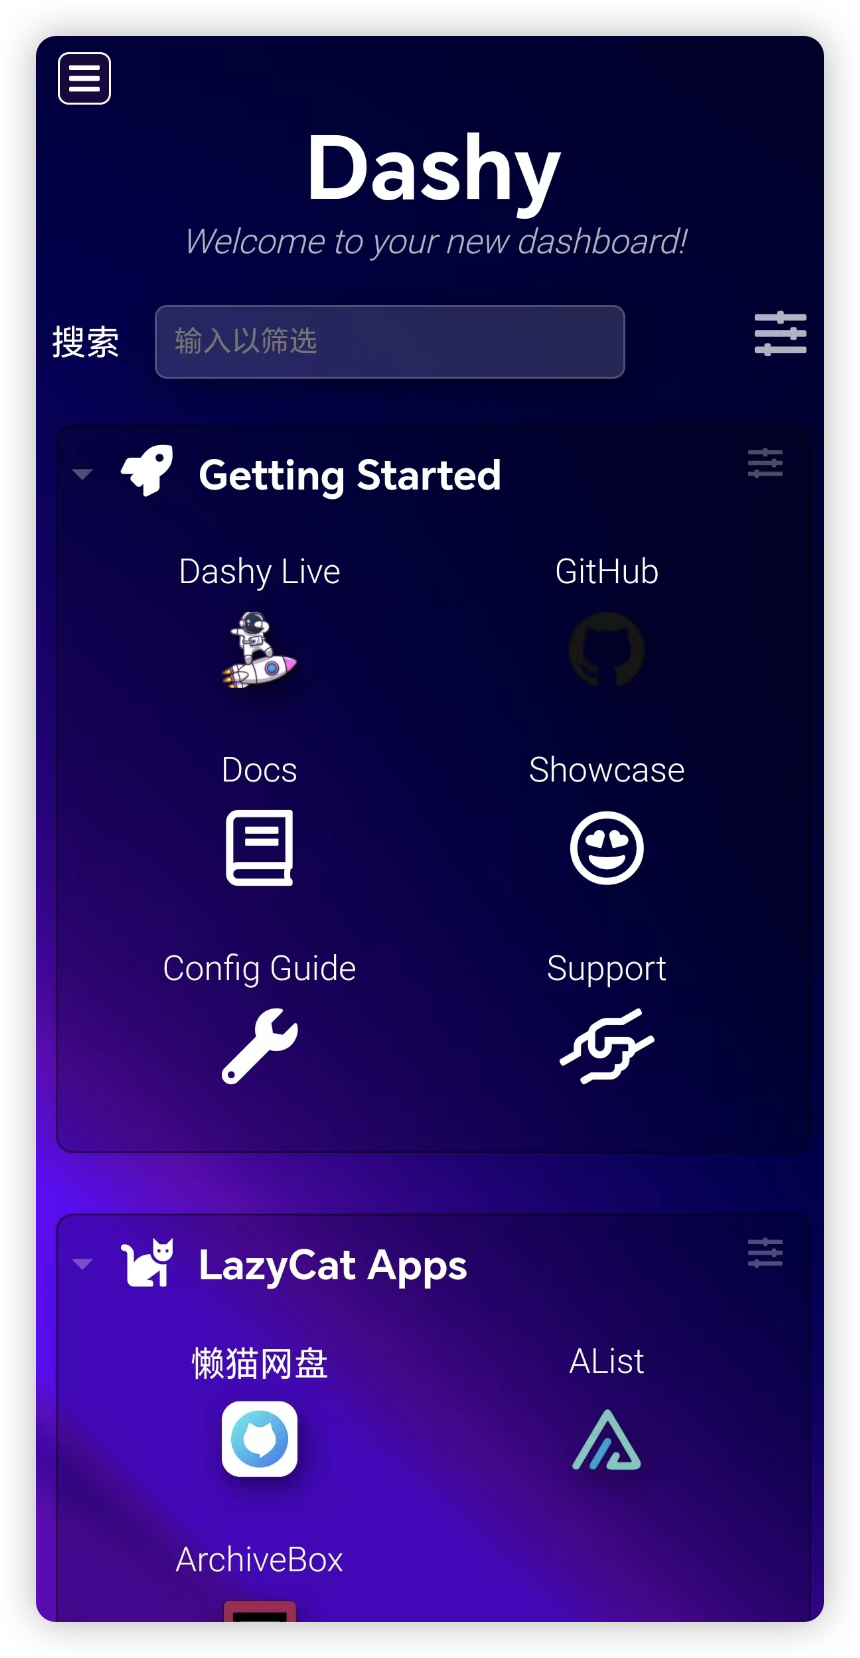 Dashy
Welcome to your new dashboard!
搜索
输入以筛选
Getting Started
Dashy Live
GitHub
Docs
Showcase
Config Guide
Support
LazyCat Apps
懒猫网盘
AList
ArchiveBox